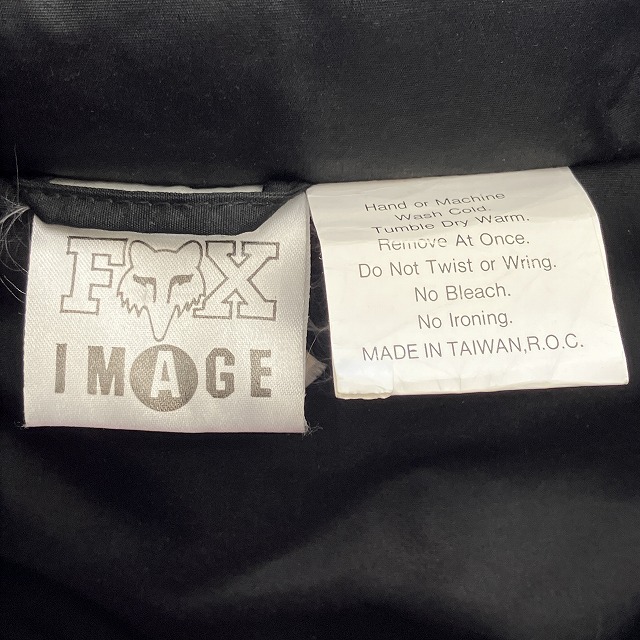 FOX
IMAGE
Hand or Machine
Wash Cold.
Tumble Dry Warm.
Remove At Once.
Do Not Twist or Wring.
No Bleach.
No Ironing.
MADE IN TAIWAN,R.O.C.